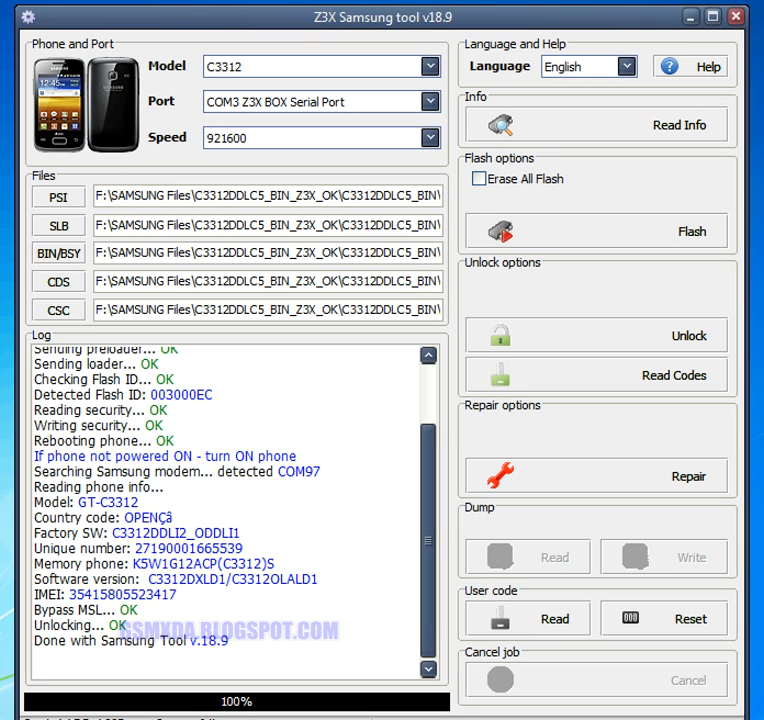 Z3X Samsung tool v18.9
Phone and Port
Model
C3312
Port
COM3 Z3X BOX Serial Port
Speed
921600
Language and Help
Language
English
Help
Info
Read Info
Flash options
Erase All Flash
Flash
Unlock options
Unlock
Read Codes
Repair options
Repair
Dump
Read
Write
User code
Read
Reset
Cancel job
Cancel
Files
PSI
F:\SAMSUNG Files\C3312DDLC5_BIN_Z3X_OK\C3312DDLC5_BIN\
SLB
F:\SAMSUNG Files\C3312DDLC5_BIN_Z3X_OK\C3312DDLC5_BIN\
BIN/BSY
F:\SAMSUNG Files\C3312DDLC5_BIN_Z3X_OK\C3312DDLC5_BIN\
CDS
F:\SAMSUNG Files\C3312DDLC5_BIN_Z3X_OK\C3312DDLC5_BIN\
CSC
F:\SAMSUNG Files\C3312DDLC5_BIN_Z3X_OK\C3312DDLC5_BIN\
Log
Sending preloader... OK
Sending loader... OK
Checking Flash ID... OK
Detected Flash ID: 003000EC
Reading security... OK
Writing security... OK
Rebooting phone... OK
If phone not powered ON - turn ON phone
Searching Samsung modem... detected COM97
Reading phone info...
Model: GT-C3312
Country code: OPENÇâ
Factory SW: C3312DDLI2_ODDLI1
Unique number: 27190001665539
Memory phone: K5W1G12ACP(C3312)S
Software version:  C3312DXLD1/C3312OLALD1
IMEI: 35415805523417
Bypass MSL... OK
Unlocking... OK
GSMXDA.BLOGSPOT.COM
Done with Samsung Tool v.18.9
100%